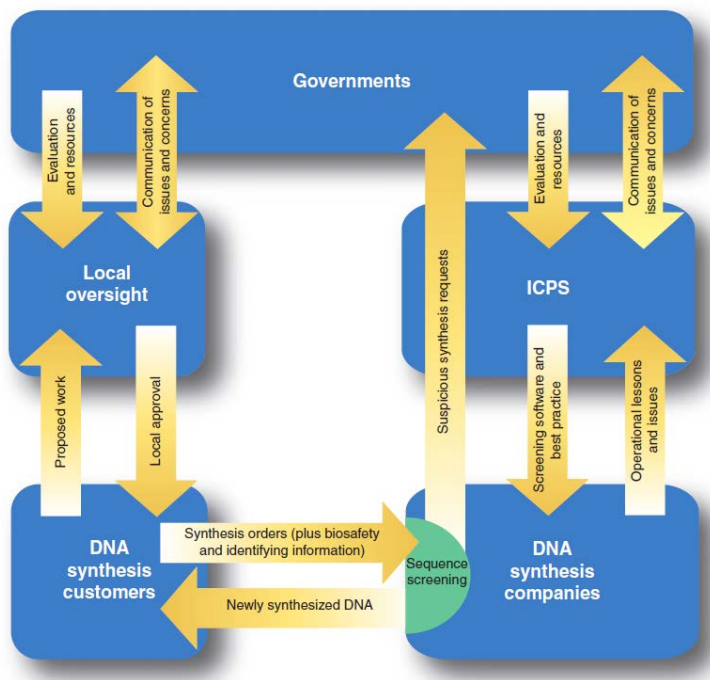 Governments
Evaluation
and resources
Communication of
issues and concerns
Suspicious synthesis requests
Evaluation and
resources
Communication of
issues and concerns
Local
oversight
ICPS
Proposed work
Local approval
Screening software and
best practice
Operational lessons
and issues
DNA
synthesis
customers
Synthesis orders (plus biosafety
and identifying information)
Newly synthesized DNA
Sequence
screening
DNA
synthesis
companies